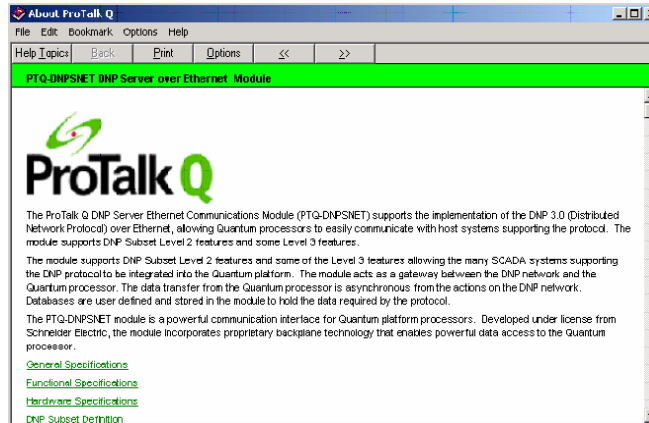 About ProTalk Q
File Edit Bookmark Options Help
Help Topics Back Print Options << >>
PTQ-DNPSNET DNP Server over Ethernet Module
ProTalk Q
The ProTalk Q DNP Server Ethernet Communications Module (PTQ-DNPSNET) supports the implementation of the DNP 3.0 (Distributed
Network Protocol) over Ethernet, allowing Quantum processors to easily communicate with host systems supporting the protocol. The
module supports DNP Subset Level 2 features and some Level 3 features.
The module supports DNP Subset Level 2 features and some of the Level 3 features allowing the many SCADA systems supporting
the DNP protocol to be integrated into the Quantum platform. The module acts as a gateway between the DNP network and the
Quantum processor. The data transfer from the Quantum processor is asynchronous from the actions on the DNP network.
Databases are user defined and stored in the module to hold the data required by the protocol.
The PTQ-DNPSNET module is a powerful communication interface for Quantum platform processors. Developed under license from
Schneider Electric, the module incorporates proprietary backplane technology that enables powerful data access to the Quantum
processor.
General Specifications
Functional Specifications
Hardware Specifications
DNP Subset Definition